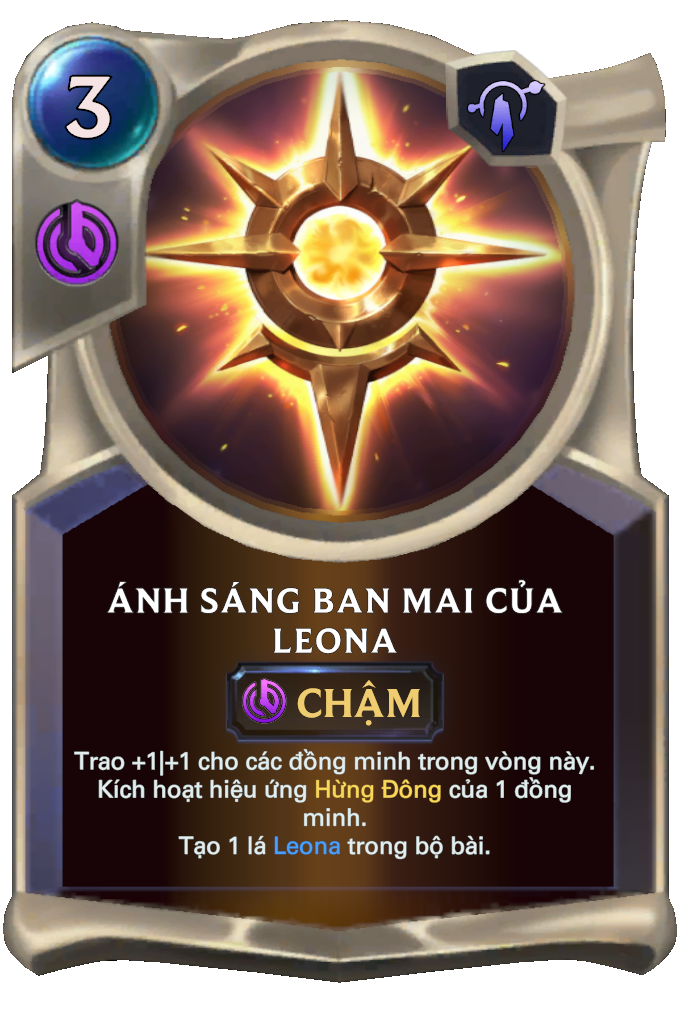 3
ÁNH SÁNG BAN MAI CỦA
LEONA
CHẬM
Trao +1|+1 cho các đồng minh trong vòng này.
Kích hoạt hiệu ứng Hừng Đông của 1 đồng
minh.
Tạo 1 lá Leona trong bộ bài.